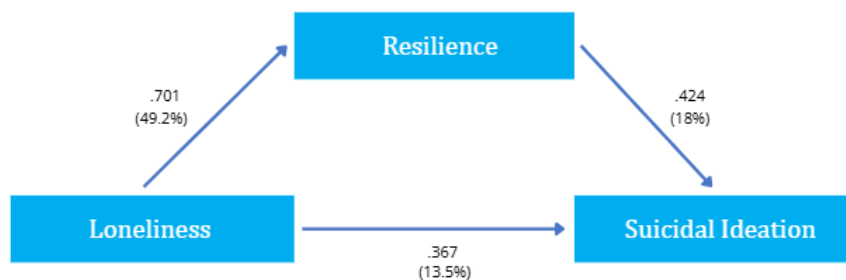 Resilience
.701
(49.2%)
.424
(18%)
Loneliness
Suicidal Ideation
.367
(13.5%)